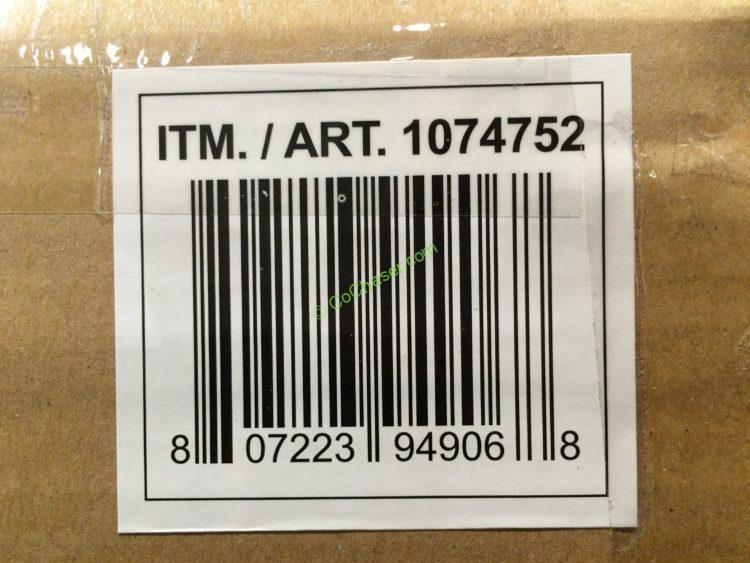 ITM. / ART. 1074752
© CoChaser.com
8 07223 94906 8